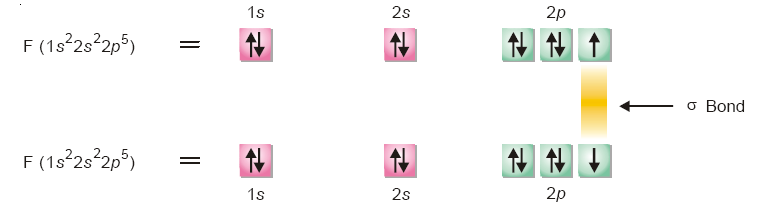 1s 2s 2p
F (1s²2s²2p⁵) =
σ Bond
F (1s²2s²2p⁵) =
1s 2s 2p